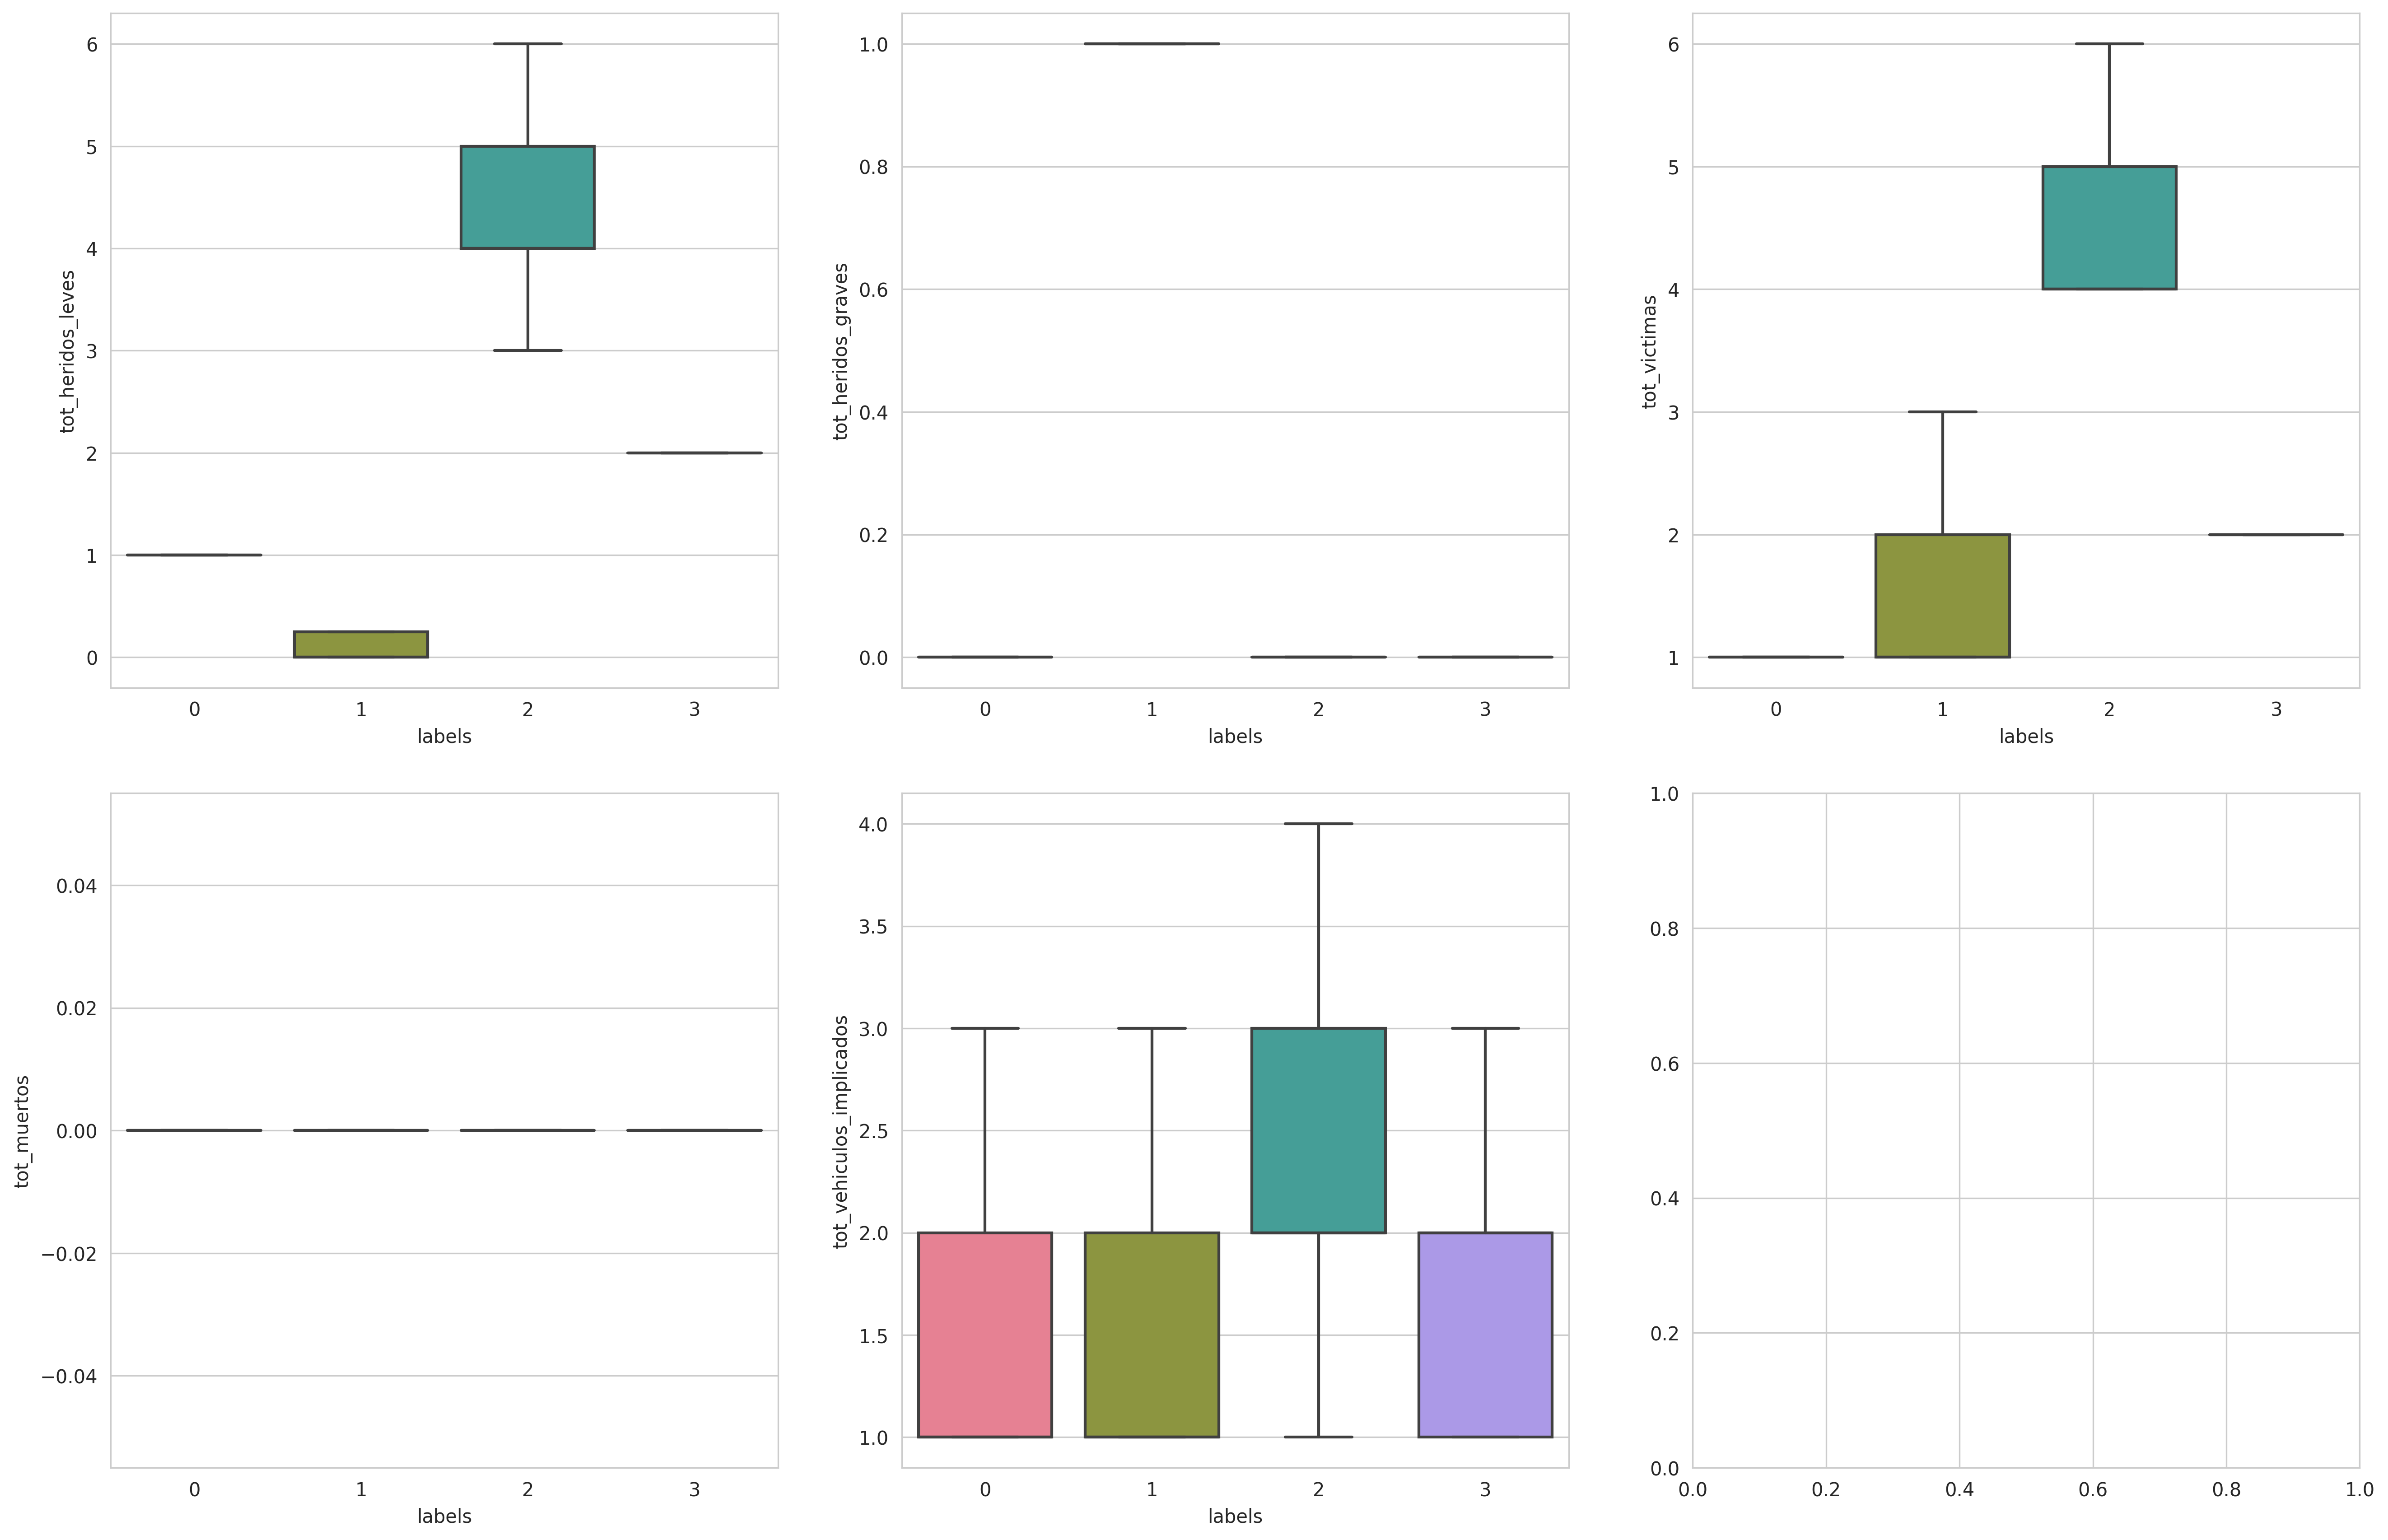 6
5
4
3
2
1
0
tot_heridos_leves
0 1 2 3
labels
1.0
0.8
0.6
0.4
0.2
0.0
tot_heridos_graves
0 1 2 3
labels
6
5
4
3
2
1
tot_victimas
0 1 2 3
labels
0.04
0.02
0.00
−0.02
−0.04
tot_muertos
0 1 2 3
labels
4.0
3.5
3.0
2.5
2.0
1.5
1.0
tot_vehiculos_implicados
0 1 2 3
labels
1.0
0.8
0.6
0.4
0.2
0.0
0.0 0.2 0.4 0.6 0.8 1.0